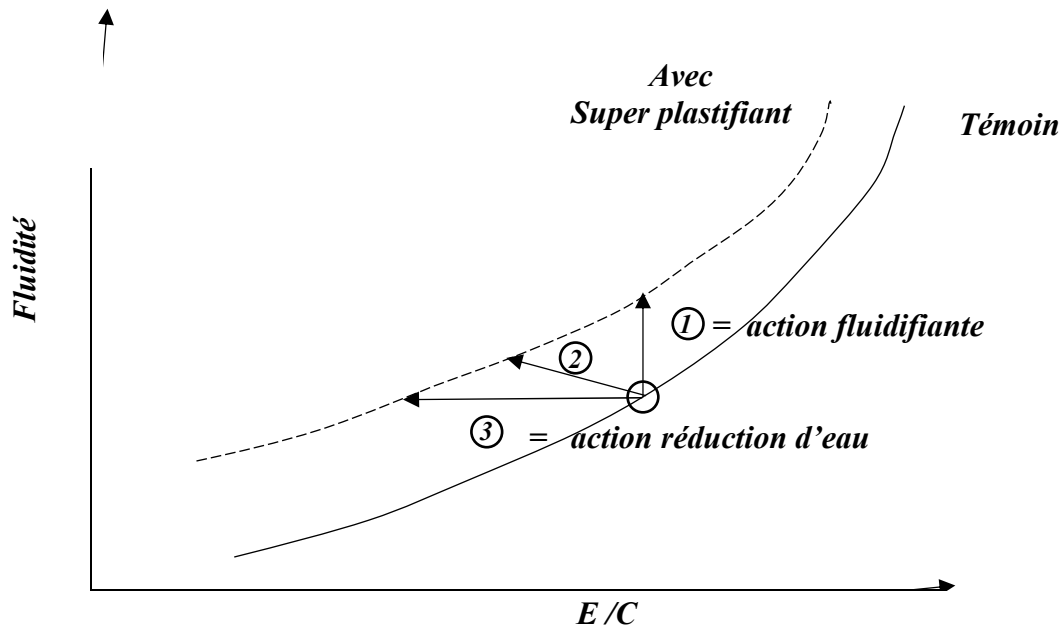 Avec
Super plastifiant
Témoin
Fluidité
① = action fluidifiante
②
③ = action réduction d’eau
E /C